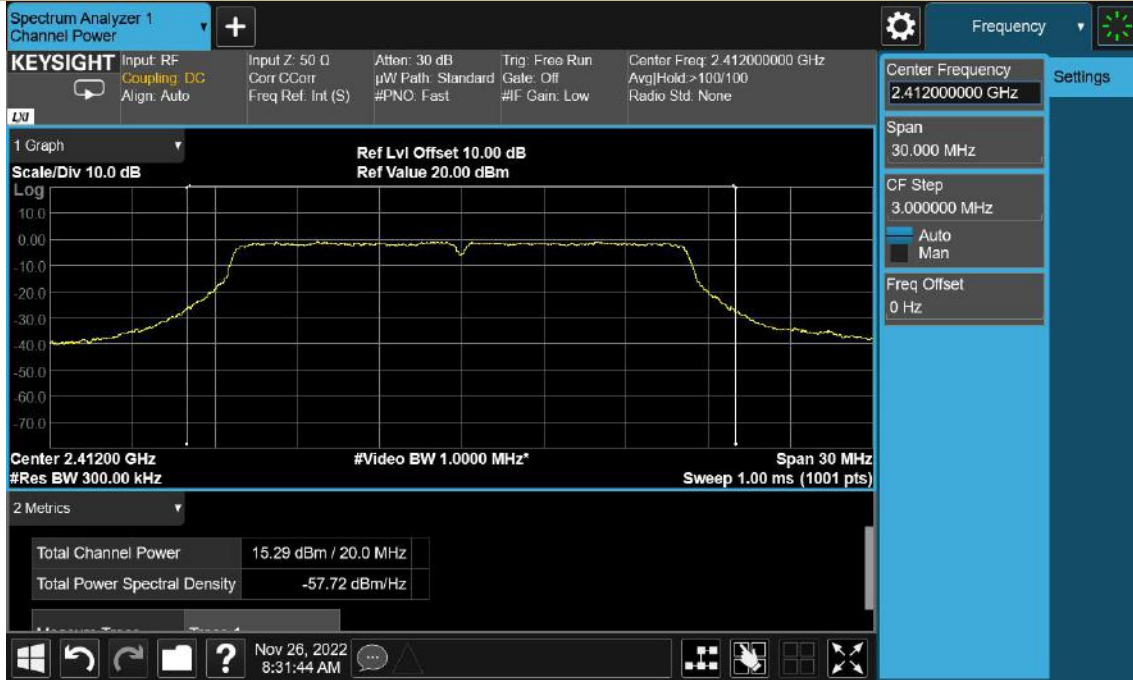 Spectrum Analyzer 1
Channel Power
+
Frequency
KEYSIGHT
Input: RF
Coupling: DC
Align: Auto
Input Z: 50 Ω
Corr CCorr
Freq Ref: Int (S)
Atten: 30 dB
µW Path: Standard
#PNO: Fast
Trig: Free Run
Gate: Off
#IF Gain: Low
Center Freq: 2.412000000 GHz
Avg|Hold:>100/100
Radio Std: None
LXI
Center Frequency
2.412000000 GHz
Settings
Span
30.000 MHz
CF Step
3.000000 MHz
Auto
Man
Freq Offset
0 Hz
1 Graph
Scale/Div 10.0 dB
Ref Lvl Offset 10.00 dB
Ref Value 20.00 dBm
Log
10.0
0.00
-10.0
-20.0
-30.0
-40.0
-50.0
-60.0
-70.0
Center 2.41200 GHz
#Video BW 1.0000 MHz*
Span 30 MHz
#Res BW 300.00 kHz
Sweep 1.00 ms (1001 pts)
2 Metrics
Total Channel Power 15.29 dBm / 20.0 MHz
Total Power Spectral Density -57.72 dBm/Hz
?
Nov 26, 2022
8:31:44 AM